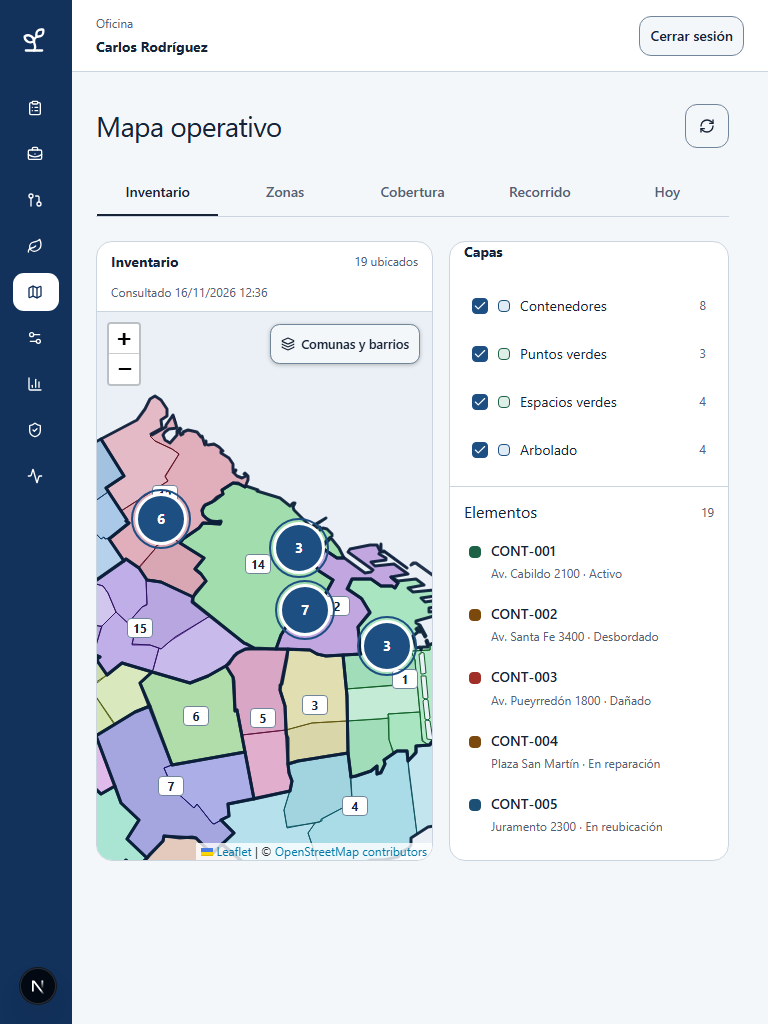 Oficina
Carlos Rodríguez
Cerrar sesión
Mapa operativo
Inventario
Zonas
Cobertura
Recorrido
Hoy
Inventario
19 ubicados
Consultado 16/11/2026 12:36
+
−
Comunas y barrios
6
3
14
7
2
15
3
1
6
5
3
7
4
Leaflet | © OpenStreetMap contributors
Capas
Contenedores 8
Puntos verdes 3
Espacios verdes 4
Arbolado 4
Elementos 19
CONT-001
Av. Cabildo 2100 · Activo
CONT-002
Av. Santa Fe 3400 · Desbordado
CONT-003
Av. Pueyrredón 1800 · Dañado
CONT-004
Plaza San Martín · En reparación
CONT-005
Juramento 2300 · En reubicación
N